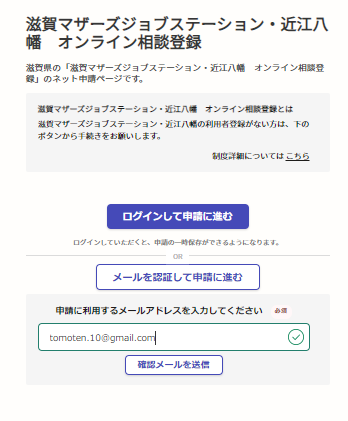 滋賀マザーズジョブステーション・近江八
幡　オンライン相談登録
滋賀県の「滋賀マザーズジョブステーション・近江八幡　オンライン相談登
録」のネット申請ページです。
滋賀マザーズジョブステーション・近江八幡　オンライン相談登録とは
滋賀マザーズジョブステーション・近江八幡の利用者登録がない方は、下の
ボタンから手続きをお願いします。
制度詳細については こちら
ログインして申請に進む
ログインしていただくと、申請の一時保存ができるようになります。
OR
メールを認証して申請に進む
申請に利用するメールアドレスを入力してください 必須
tomoten.10@gmail.com
確認メールを送信